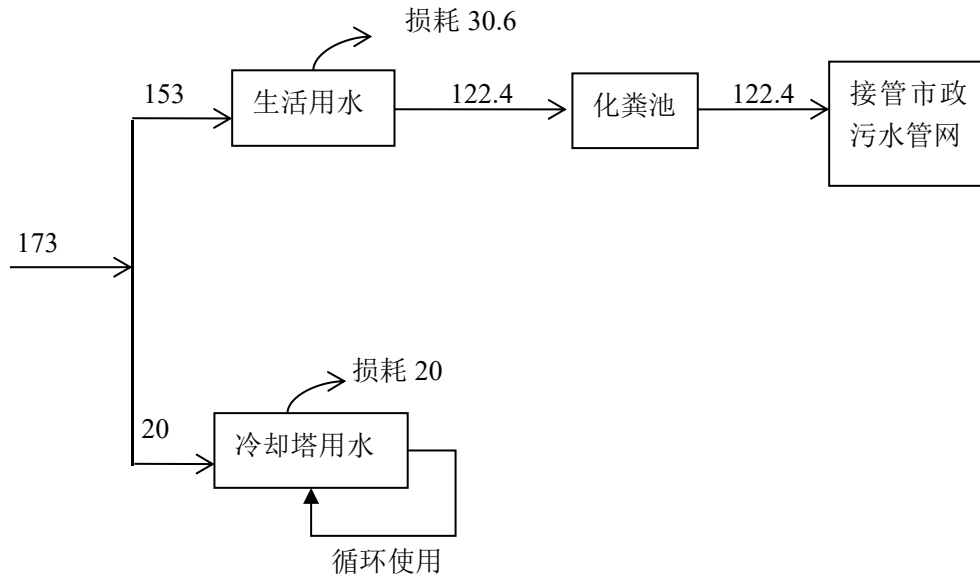 损耗 30.6
153
生活用水
122.4
化粪池
122.4
接管市政
污水管网
173
损耗 20
20
冷却塔用水
循环使用